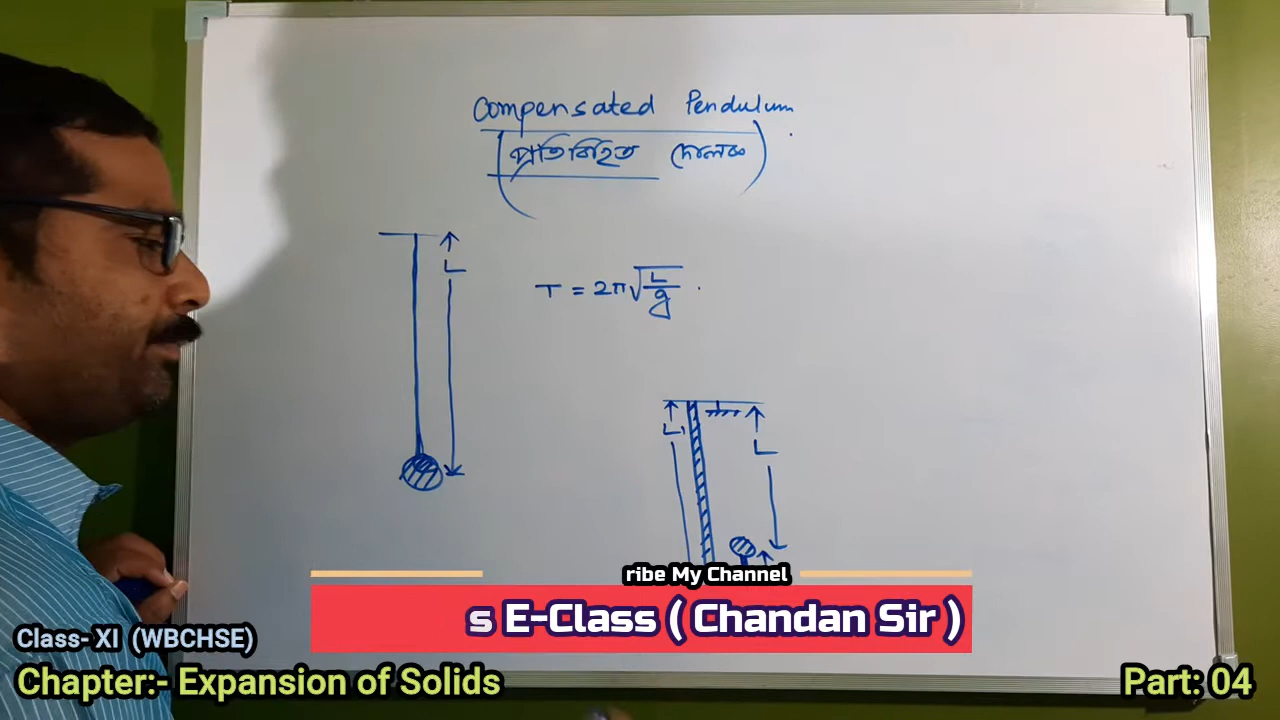 Compensated Pendulum
(প্রতিবিহিত দোলক)
L
T = 2π√L/g
L₁
L
ribe My Channel
s E-Class ( Chandan Sir )
Class- XI (WBCHSE)
Chapter:- Expansion of Solids
Part: 04